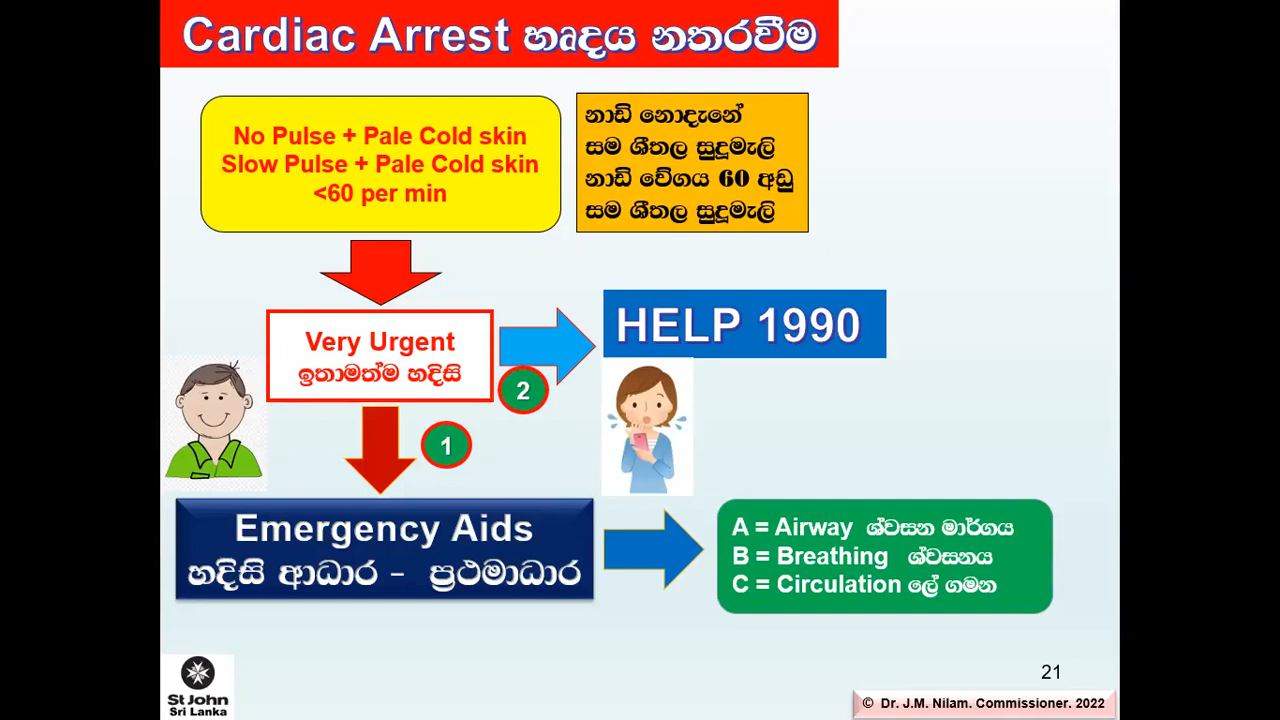 Cardiac Arrest හෘදය නතරවීම
No Pulse + Pale Cold skin
Slow Pulse + Pale Cold skin
<60 per min
නාඩි නොදැනේ
සම ශීතල සුදුමැලි
නාඩි වේගය 60 අඩු
සම ශීතල සුදුමැලි
Very Urgent
ඉතාමත්ම හදිසි
HELP 1990
2
1
Emergency Aids
හදිසි ආධාර – ප්‍රථමාධාර
A = Airway ශ්වසන මාර්ගය
B = Breathing ශ්වසනය
C = Circulation ලේ ගමන
St John
Sri Lanka
21
© Dr. J.M. Nilam. Commissioner. 2022